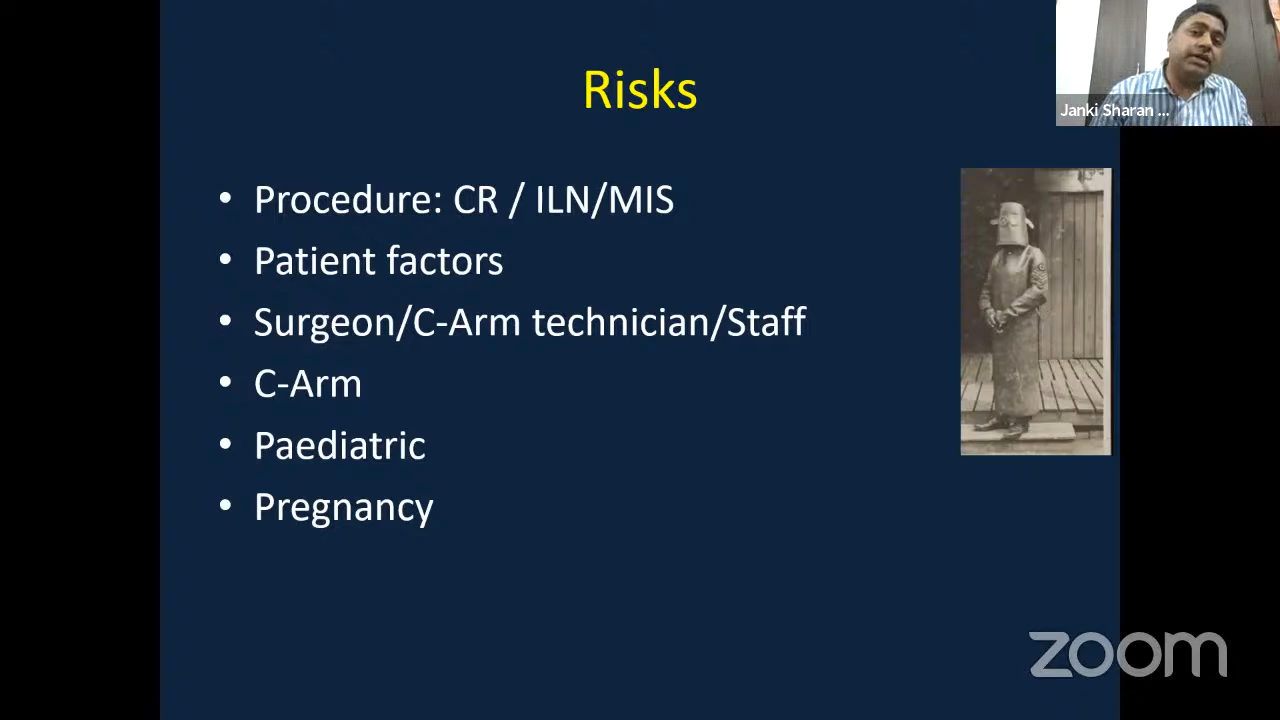 Risks
Janki Sharan ...
• Procedure: CR / ILN/MIS
• Patient factors
• Surgeon/C-Arm technician/Staff
• C-Arm
• Paediatric
• Pregnancy
zoom